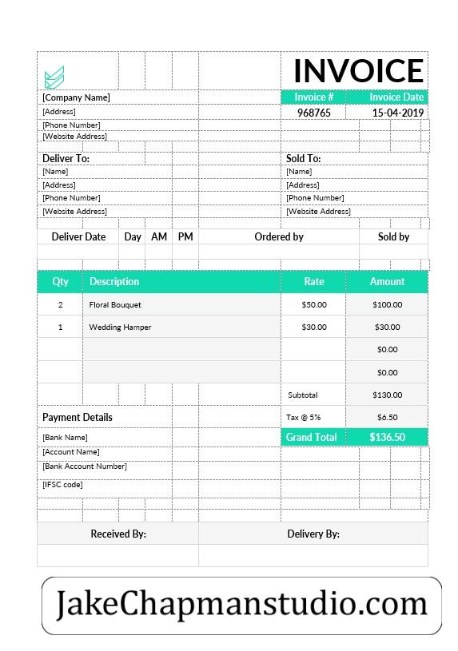 INVOICE
[Company Name] Invoice # Invoice Date
[Address] 968765 15-04-2019
[Phone Number]
[Website Address]
Deliver To: Sold To:
[Name] [Name]
[Address] [Address]
[Phone Number] [Phone Number]
[Website Address] [Website Address]
Deliver Date Day AM PM Ordered by Sold by
Qty Description Rate Amount
2 Floral Bouquet $50.00 $100.00
1 Wedding Hamper $30.00 $30.00
$0.00
$0.00
Subtotal $130.00
Payment Details Tax @ 5% $6.50
[Bank Name] Grand Total $136.50
[Account Name]
[Bank Account Number]
[IFSC code]
Received By: Delivery By:
JakeChapmanstudio.com